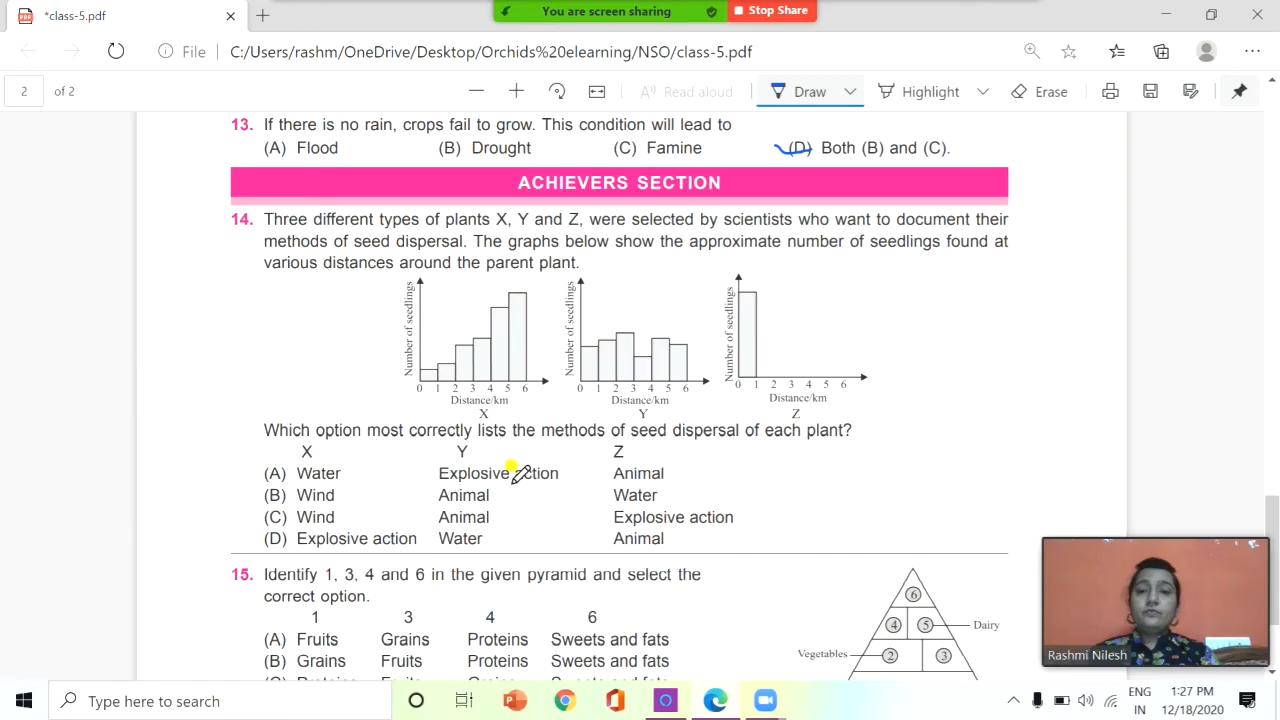 *class-5.pdf
You are screen sharing
Stop Share
File
C:/Users/rashm/OneDrive/Desktop/Orchids%20elearning/NSO/class-5.pdf
2 of 2
Read aloud
Draw
Highlight
Erase
13. If there is no rain, crops fail to grow. This condition will lead to
(A) Flood (B) Drought (C) Famine (D) Both (B) and (C).
ACHIEVERS SECTION
14. Three different types of plants X, Y and Z, were selected by scientists who want to document their
methods of seed dispersal. The graphs below show the approximate number of seedlings found at
various distances around the parent plant.
Number of seedlings
0 1 2 3 4 5 6
Distance/km
X
Number of seedlings
0 1 2 3 4 5 6
Distance/km
Y
Number of seedlings
0 1 2 3 4 5 6
Distance/km
Z
Which option most correctly lists the methods of seed dispersal of each plant?
X Y Z
(A) Water Explosive action Animal
(B) Wind Animal Water
(C) Wind Animal Explosive action
(D) Explosive action Water Animal
15. Identify 1, 3, 4 and 6 in the given pyramid and select the
correct option.
1 3 4 6
(A) Fruits Grains Proteins Sweets and fats
(B) Grains Fruits Proteins Sweets and fats
6
4 5 Dairy
Vegetables 2 3
Rashmi Nilesh
Type here to search
ENG
IN
1:27 PM
12/18/2020